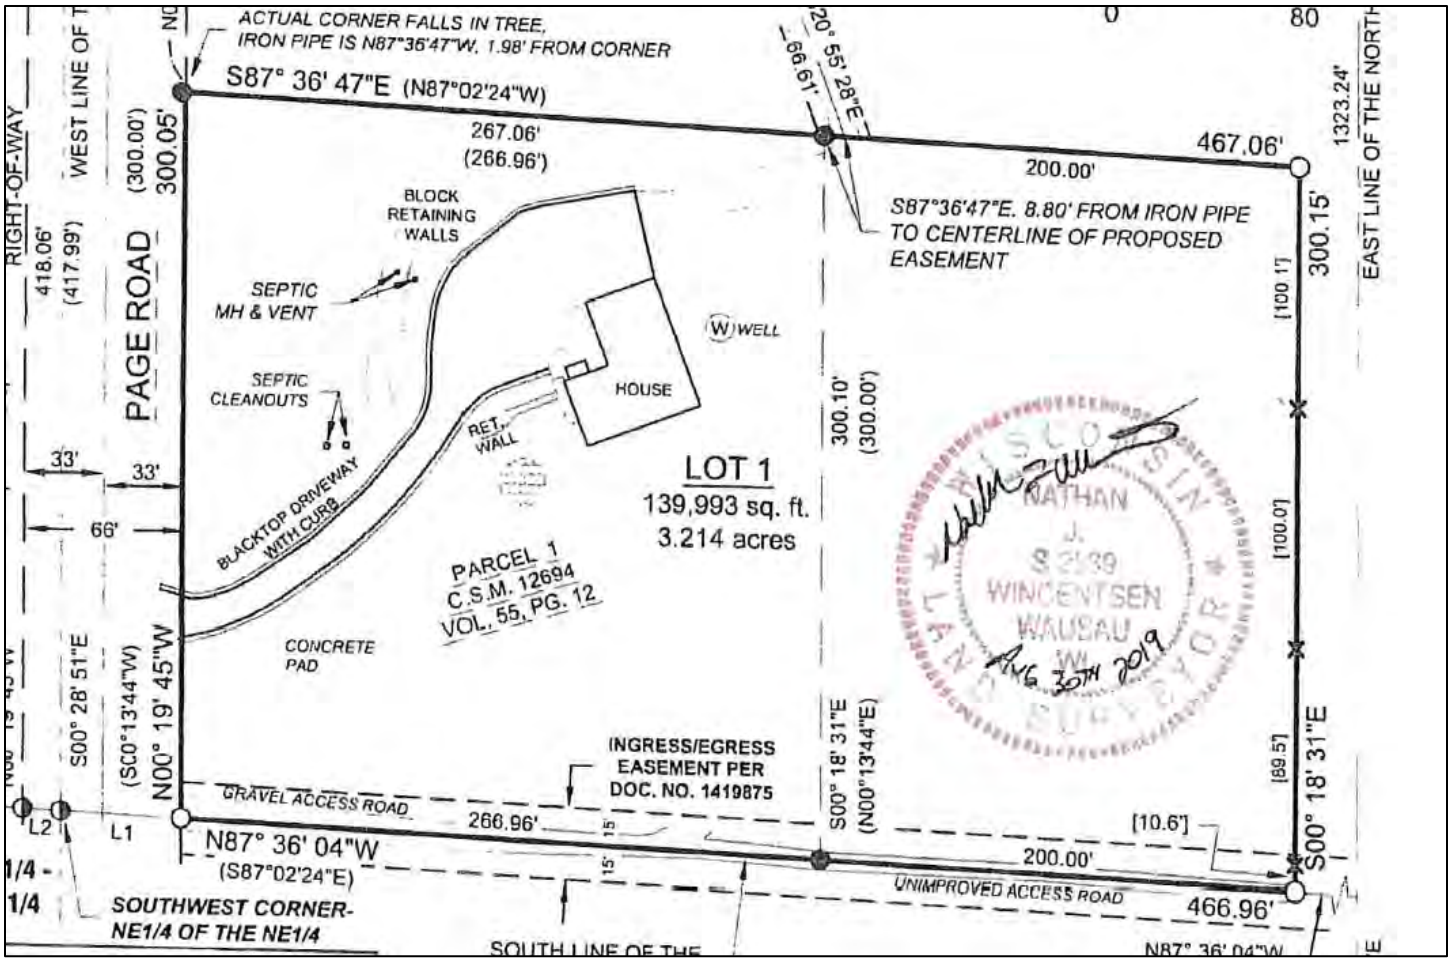 ACTUAL CORNER FALLS IN TREE,
IRON PIPE IS N87°36'47"W, 1.98' FROM CORNER
S87° 36' 47"E (N87°02'24"W)
267.06'
(266.96')
20° 55' 28"E
66.61'
0
80
467.06'
200.00'
1323.24'
EAST LINE OF THE NORTH
RIGHT-OF-WAY
418.06'
(417.99')
WEST LINE OF T
PAGE ROAD
(300.00')
300.05'
BLOCK
RETAINING
WALLS
S87°36'47"E. 8.80' FROM IRON PIPE
TO CENTERLINE OF PROPOSED
EASEMENT
[100.1']
300.15'
SEPTIC
MH & VENT
W WELL
SEPTIC
CLEANOUTS
HOUSE
RET.
WALL
300.10'
(300.00')
33'
33'
66'
LOT 1
139,993 sq. ft.
3.214 acres
BLACKTOP DRIVEWAY
WITH CURB
PARCEL 1
C.S.M. 12694
VOL. 55, PG. 12
WISCONSIN
NATHAN
J.
WINCENTSEN
WAUSAU
WI
LAND SURVEYOR
AUG 30TH 2019
[100.0']
CONCRETE
PAD
S00° 28' 51"E
(S00°13'44"W)
N00° 19' 45"W
INGRESS/EGRESS
EASEMENT PER
DOC. NO. 1419875
S00° 18' 31"E
(N00°13'44"E)
[89.5']
S00° 18' 31"E
GRAVEL ACCESS ROAD
266.96'
15'
15'
[10.6']
200.00'
L2
L1
N87° 36' 04"W
(S87°02'24"E)
UNIMPROVED ACCESS ROAD
466.96'
1/4 -
1/4
SOUTHWEST CORNER-
NE1/4 OF THE NE1/4
SOUTH LINE OF THE
N87° 36' 04"W